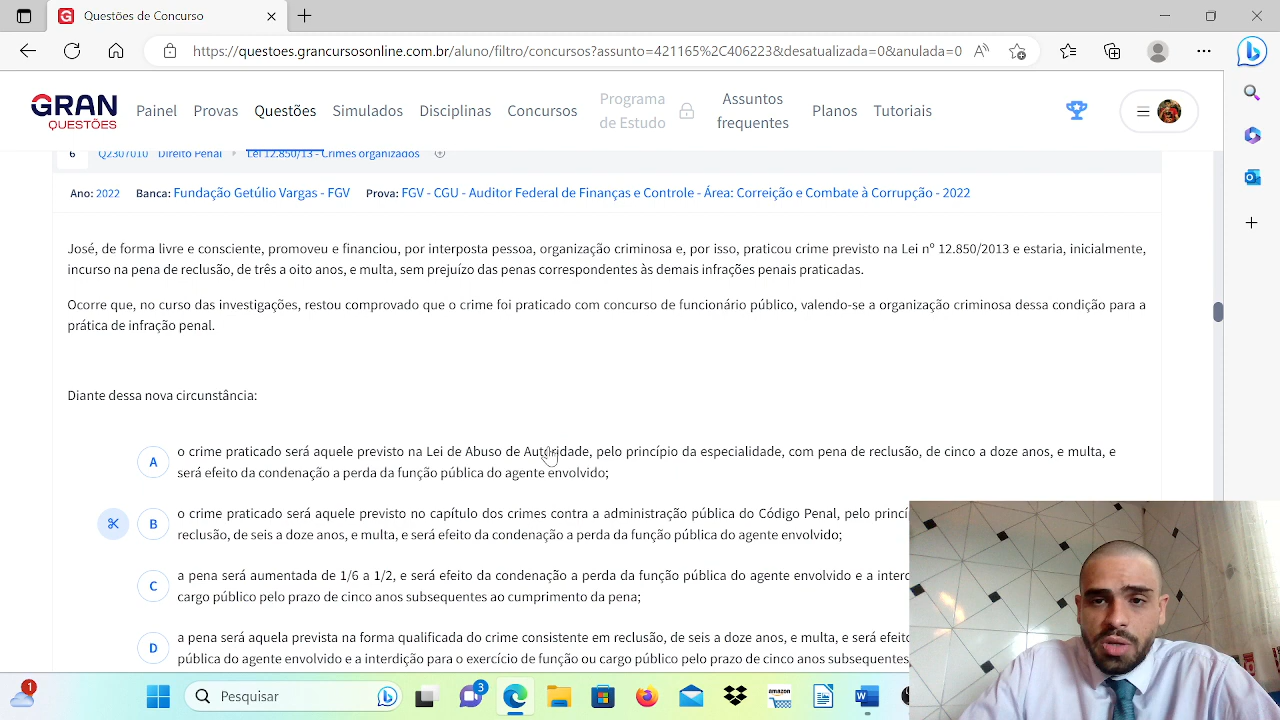 Questões de Concurso
https://questoes.grancursosonline.com.br/aluno/filtro/concursos?assunto=421165%2C406223&desatualizada=0&anulada=0
GRAN
QUESTÕES
Painel
Provas
Questões
Simulados
Disciplinas
Concursos
Programa
de Estudo
Assuntos
frequentes
Planos
Tutoriais
6
Q2307010
Direito Penal
Lei 12.850/13 - Crimes organizados
Ano: 2022 Banca: Fundação Getúlio Vargas - FGV Prova: FGV - CGU - Auditor Federal de Finanças e Controle - Área: Correição e Combate à Corrupção - 2022
José, de forma livre e consciente, promoveu e financiou, por interposta pessoa, organização criminosa e, por isso, praticou crime previsto na Lei nº 12.850/2013 e estaria, inicialmente,
incurso na pena de reclusão, de três a oito anos, e multa, sem prejuízo das penas correspondentes às demais infrações penais praticadas.
Ocorre que, no curso das investigações, restou comprovado que o crime foi praticado com concurso de funcionário público, valendo-se a organização criminosa dessa condição para a
prática de infração penal.
Diante dessa nova circunstância:
A
o crime praticado será aquele previsto na Lei de Abuso de Autoridade, pelo princípio da especialidade, com pena de reclusão, de cinco a doze anos, e multa, e
será efeito da condenação a perda da função pública do agente envolvido;
B
o crime praticado será aquele previsto no capítulo dos crimes contra a administração pública do Código Penal, pelo princí
reclusão, de seis a doze anos, e multa, e será efeito da condenação a perda da função pública do agente envolvido;
C
a pena será aumentada de 1/6 a 1/2, e será efeito da condenação a perda da função pública do agente envolvido e a interd
cargo público pelo prazo de cinco anos subsequentes ao cumprimento da pena;
D
a pena será aquela prevista na forma qualificada do crime consistente em reclusão, de seis a doze anos, e multa, e será efeito
pública do agente envolvido e a interdição para o exercício de função ou cargo público pelo prazo de cinco anos subsequentes
1
Pesquisar
3
amazon